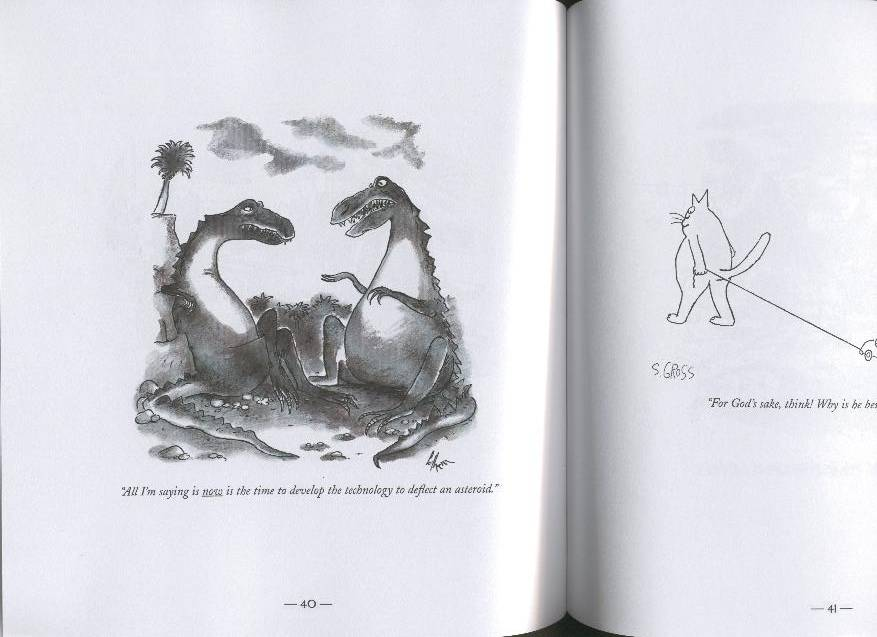 "All I'm saying is now is the time to develop the technology to deflect an asteroid."
— 40 —
S. GROSS
"For God's sake, think! Why is he
— 41 —